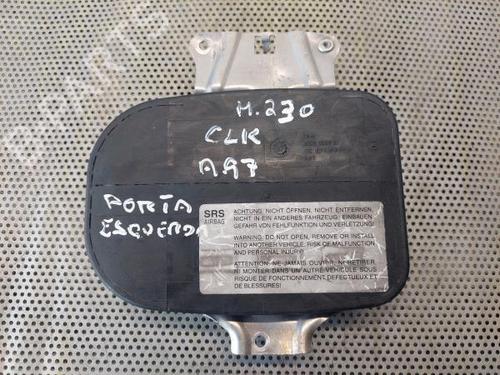 M.230
CLK
A97
PORTA
ESQUERDA
SRS
AIRBAG
ACHTUNG: NICHT ÖFFNEN, NICHT ENTFERNEN,
NICHT IN EIN ANDERES FAHRZEUG EINBAUEN
GEFAHR VON FEHLFUNKTION UND VERLETZUNG!
WARNING: DO NOT OPEN, REMOVE OR INSTALL
INTO ANOTHER VEHICLE, RISK OF MALFUNCTION
AND PERSONAL INJURY!
ATTENTION: NE JAMAIS OUVRIR, NI RETIRER
NI MONTER DANS UN AUTRE VEHICULE SOUS
RISQUE DE FONCTIONNEMENT DEFECTUEUX ET
DE BLESSURES!